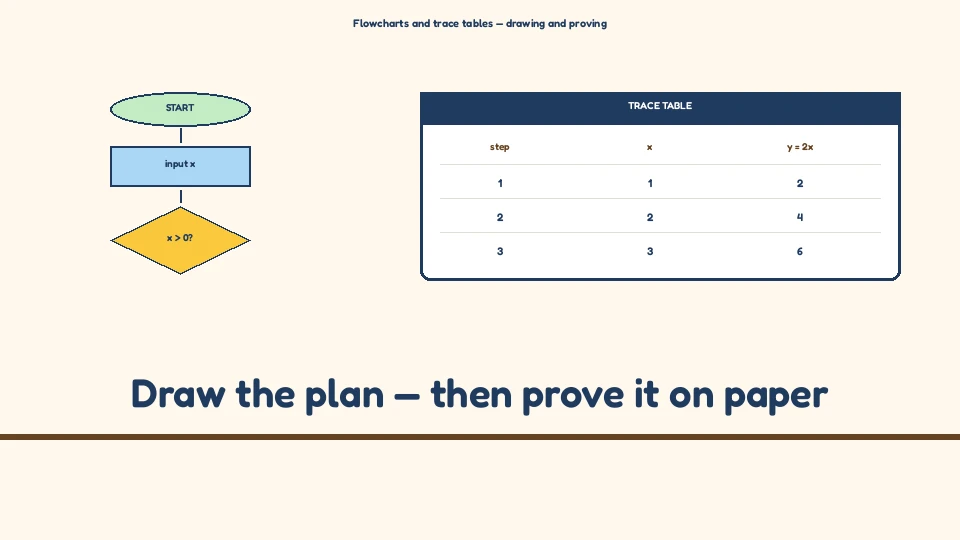 Flowcharts and trace tables — drawing and proving
START
input x
x > 0?
TRACE TABLE
step x y = 2x
1 1 2
2 2 4
3 3 6
Draw the plan — then prove it on paper